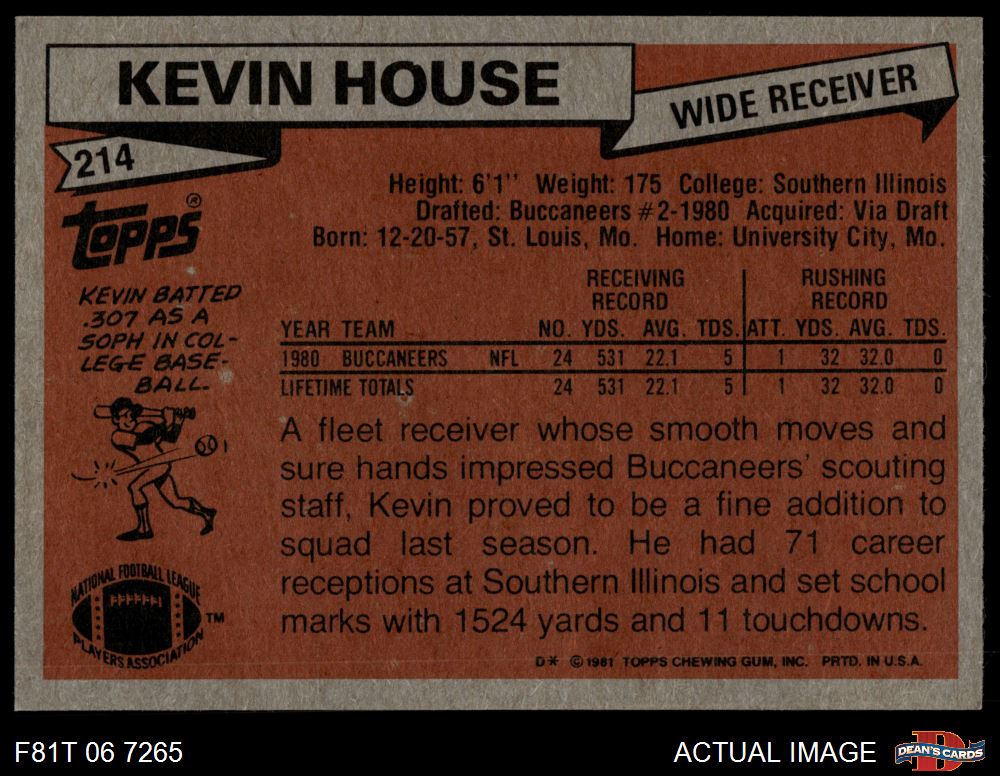 KEVIN HOUSE
WIDE RECEIVER
214
TOPPS®
Height: 6'1'' Weight: 175 College: Southern Illinois
Drafted: Buccaneers #2-1980 Acquired: Via Draft
Born: 12-20-57, St. Louis, Mo. Home: University City, Mo.
KEVIN BATTED
.307 AS A
SOPH IN COL-
LEGE BASE-
BALL.
RECEIVING RECORD RUSHING RECORD
YEAR TEAM NO. YDS. AVG. TDS. ATT. YDS. AVG. TDS.
1980 BUCCANEERS NFL 24 531 22.1 5 1 32 32.0 0
LIFETIME TOTALS 24 531 22.1 5 1 32 32.0 0
A fleet receiver whose smooth moves and
sure hands impressed Buccaneers' scouting
staff, Kevin proved to be a fine addition to
squad last season. He had 71 career
receptions at Southern Illinois and set school
marks with 1524 yards and 11 touchdowns.
NATIONAL FOOTBALL LEAGUE
PLAYERS ASSOCIATION
TM
D* © 1981 TOPPS CHEWING GUM, INC. PRTD. IN U.S.A.
F81T 06 7265
ACTUAL IMAGE
D
DEAN'S CARDS